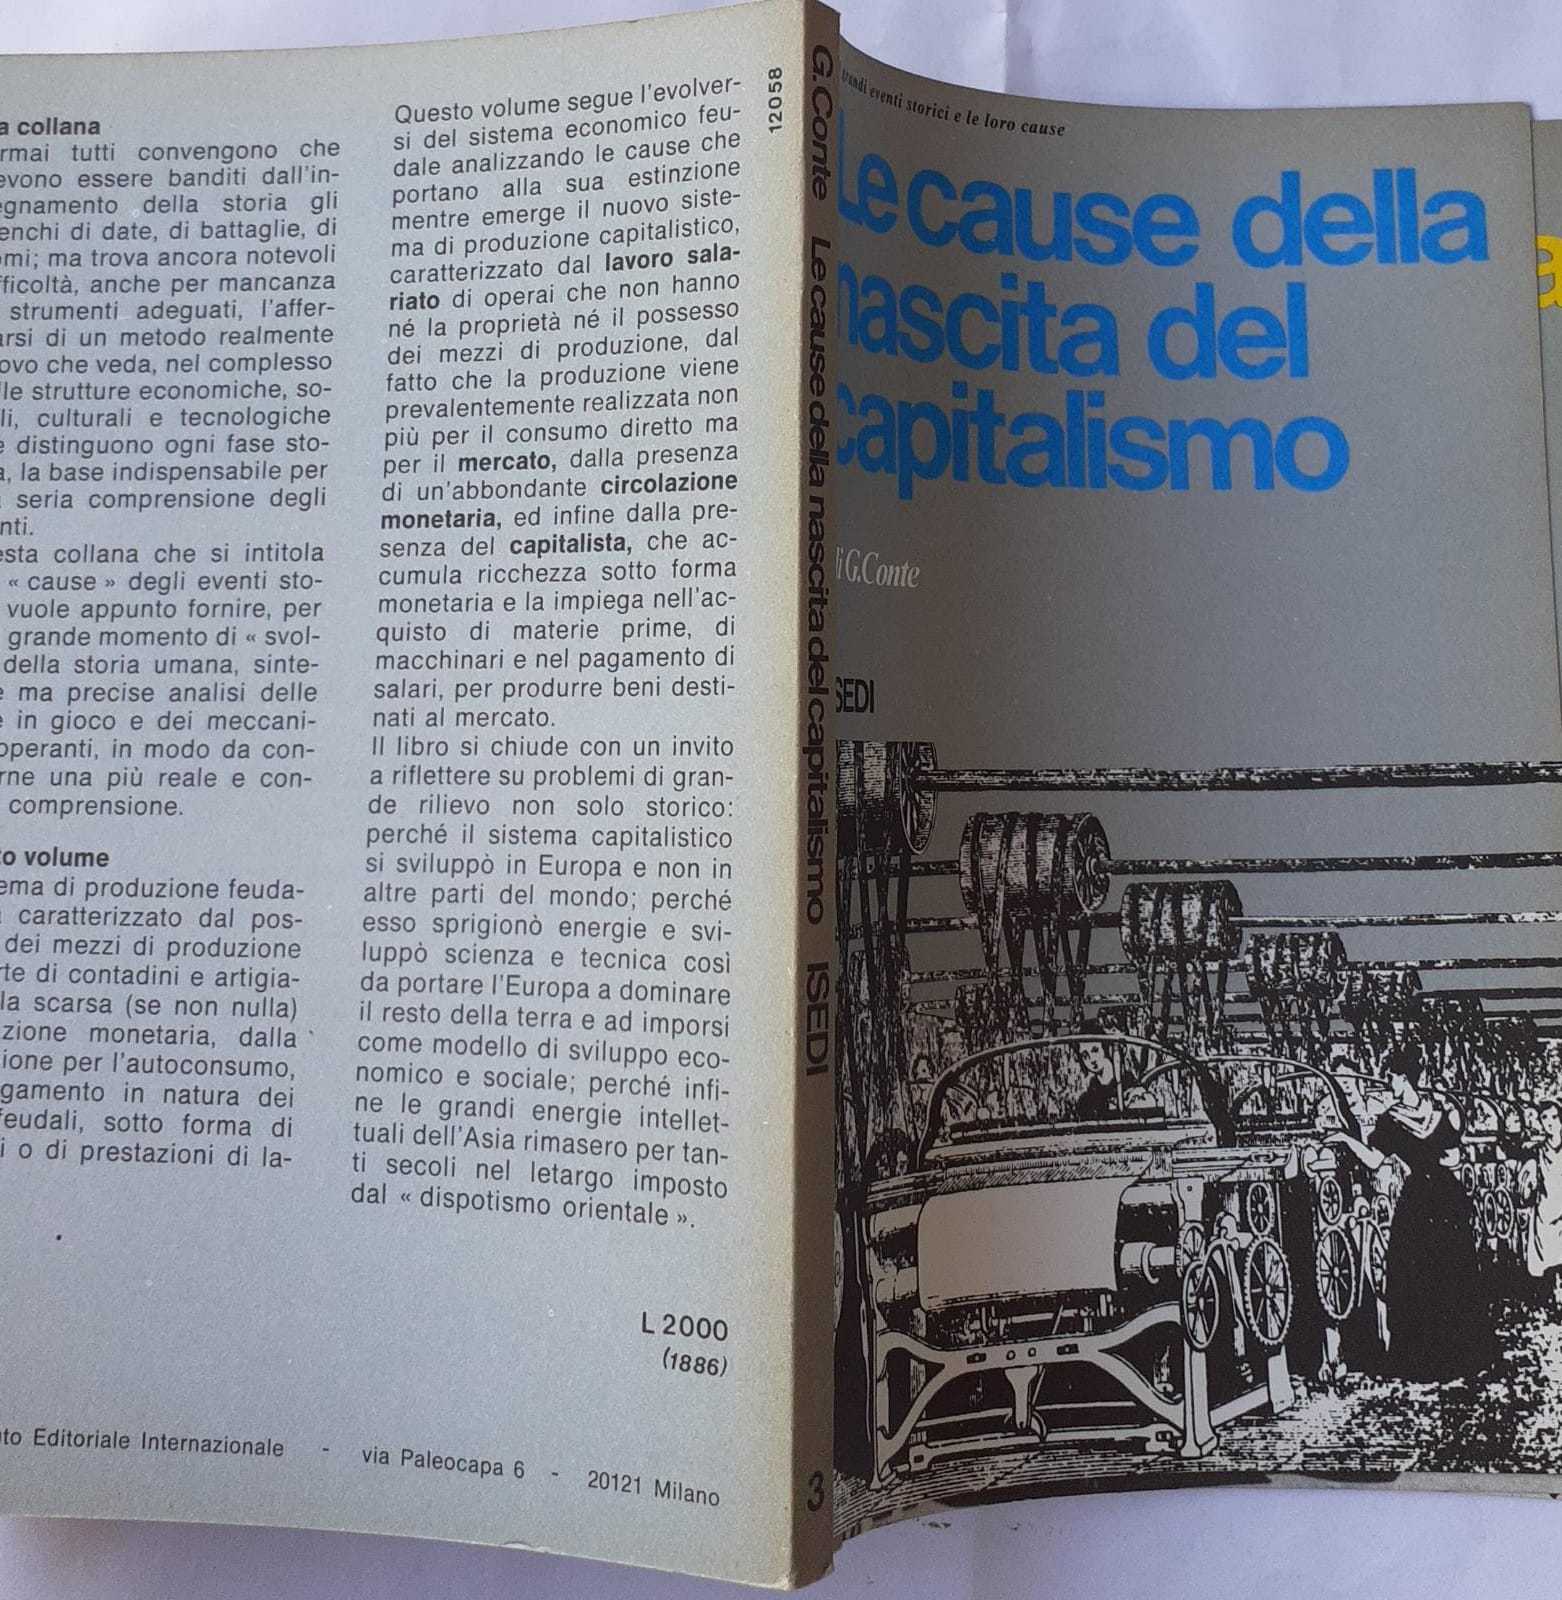 a collana
rmai tutti convengono che
evono essere banditi dall'in-
egnamento della storia gli
enchi di date, di battaglie, di
omi; ma trova ancora notevoli
fficoltà, anche per mancanza
strumenti adeguati, l'affer-
arsi di un metodo realmente
ovo che veda, nel complesso
lle strutture economiche, so-
li, culturali e tecnologiche
e distinguono ogni fase sto-
a, la base indispensabile per
seria comprensione degli
nti.
esta collana che si intitola
« cause » degli eventi sto-
vuole appunto fornire, per
grande momento di « svol-
della storia umana, sinte-
e ma precise analisi delle
e in gioco e dei meccani-
operanti, in modo da con-
rne una più reale e con-
comprensione.
to volume
ema di produzione feuda-
caratterizzato dal pos-
dei mezzi di produzione
rte di contadini e artigia-
la scarsa (se non nulla)
zione monetaria, dalla
ione per l'autoconsumo,
gamento in natura dei
feudali, sotto forma di
i o di prestazioni di la-
Questo volume segue l'evolver-
si del sistema economico feu-
dale analizzando le cause che
portano alla sua estinzione
mentre emerge il nuovo siste-
ma di produzione capitalistico,
caratterizzato dal lavoro sala-
riato di operai che non hanno
né la proprietà né il possesso
dei mezzi di produzione, dal
fatto che la produzione viene
prevalentemente realizzata non
più per il consumo diretto ma
per il mercato, dalla presenza
di un'abbondante circolazione
monetaria, ed infine dalla pre-
senza del capitalista, che ac-
cumula ricchezza sotto forma
monetaria e la impiega nell'ac-
quisto di materie prime, di
macchinari e nel pagamento di
salari, per produrre beni desti-
nati al mercato.
Il libro si chiude con un invito
a riflettere su problemi di gran-
de rilievo non solo storico:
perché il sistema capitalistico
si sviluppò in Europa e non in
altre parti del mondo; perché
esso sprigionò energie e svi-
luppò scienza e tecnica così
da portare l'Europa a dominare
il resto della terra e ad imporsi
come modello di sviluppo eco-
nomico e sociale; perché infi-
ne le grandi energie intellet-
tuali dell'Asia rimasero per tan-
ti secoli nel letargo imposto
dal « dispotismo orientale ».
L 2000
(1886)
to Editoriale Internazionale - via Paleocapa 6 - 20121 Milano
12058
G.Conte Le cause della nascita del capitalismo ISEDI
3
randi eventi storici e le loro cause
Le cause della
nascita del
capitalismo
di G.Conte
ISEDI
a